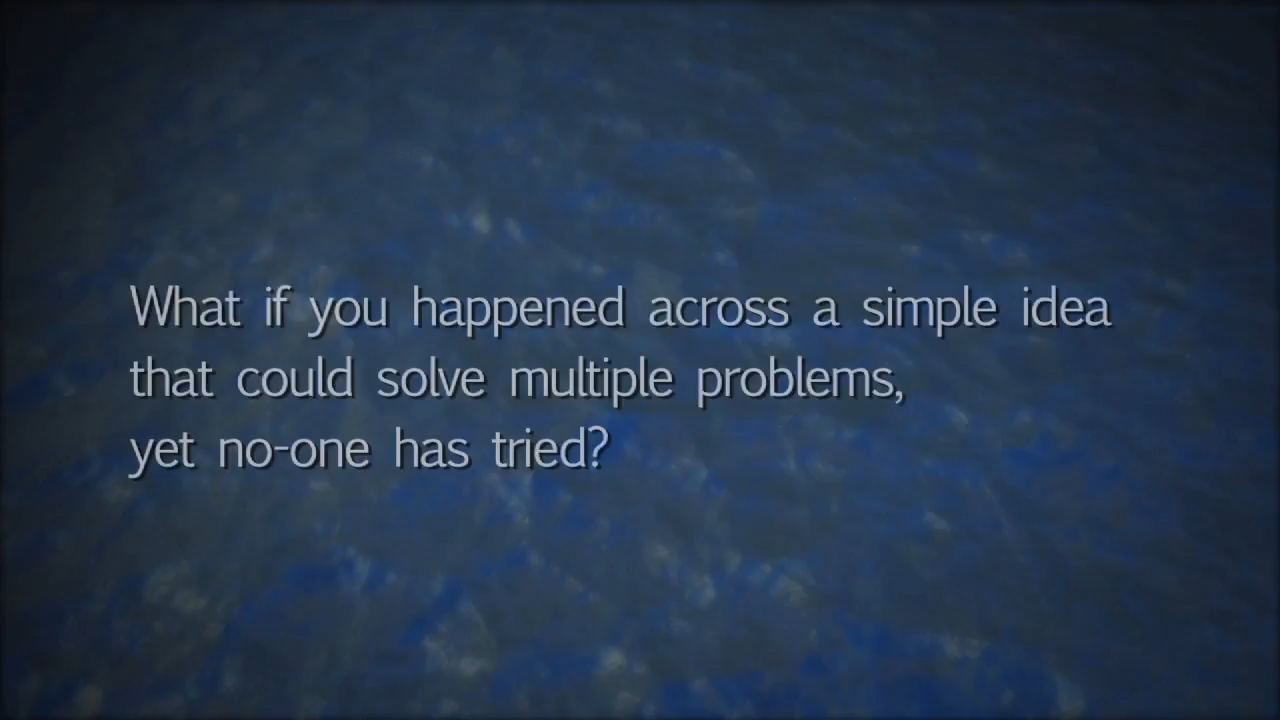 What if you happened across a simple idea
that could solve multiple problems,
yet no-one has tried?